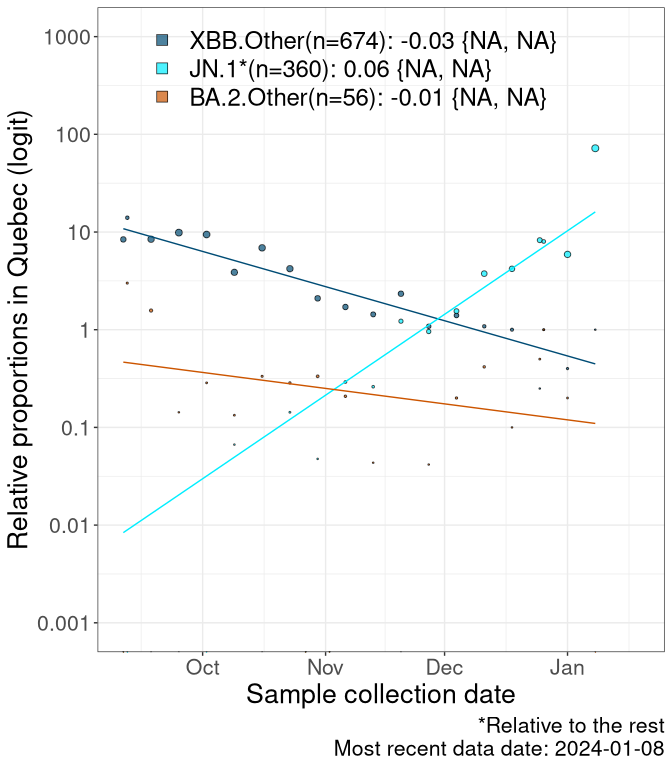 XBB.Other(n=674): -0.03 {NA, NA}
JN.1*(n=360): 0.06 {NA, NA}
BA.2.Other(n=56): -0.01 {NA, NA}
Relative proportions in Quebec (logit)
1000
100
10
1
0.1
0.01
0.001
Oct Nov Dec Jan
Sample collection date
*Relative to the rest
Most recent data date: 2024-01-08